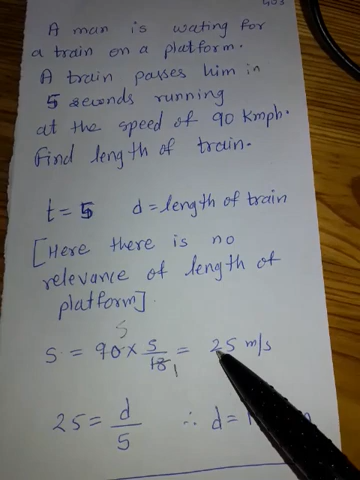 A man is wating for
a train on a platform.
A train passes him in
5 seconds running
at the speed of 90 kmph.
Find length of train.
t = 5 d = length of train
[Here there is no
relevance of length of
platform].
5
S = 90 × 5/18 = 25 m/s
1
25 = d/5 ∴ d =